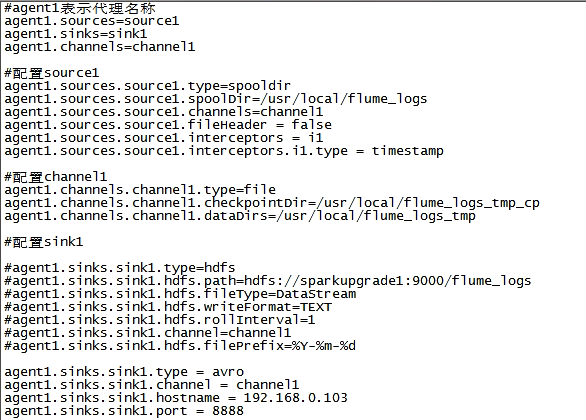 #agent1表示代理名称
agent1.sources=source1
agent1.sinks=sink1
agent1.channels=channel1
#配置source1
agent1.sources.source1.type=spooldir
agent1.sources.source1.spoolDir=/usr/local/flume_logs
agent1.sources.source1.channels=channel1
agent1.sources.source1.fileHeader = false
agent1.sources.source1.interceptors = i1
agent1.sources.source1.interceptors.i1.type = timestamp
#配置channel1
agent1.channels.channel1.type=file
agent1.channels.channel1.checkpointDir=/usr/local/flume_logs_tmp_cp
agent1.channels.channel1.dataDirs=/usr/local/flume_logs_tmp
#配置sink1
#agent1.sinks.sink1.type=hdfs
#agent1.sinks.sink1.hdfs.path=hdfs://sparkupgrade1:9000/flume_logs
#agent1.sinks.sink1.hdfs.fileType=DataStream
#agent1.sinks.sink1.hdfs.writeFormat=TEXT
#agent1.sinks.sink1.hdfs.rollInterval=1
#agent1.sinks.sink1.channel=channel1
#agent1.sinks.sink1.hdfs.filePrefix=%Y-%m-%d
agent1.sinks.sink1.type = avro
agent1.sinks.sink1.channel = channel1
agent1.sinks.sink1.hostname = 192.168.0.103
agent1.sinks.sink1.port = 8888